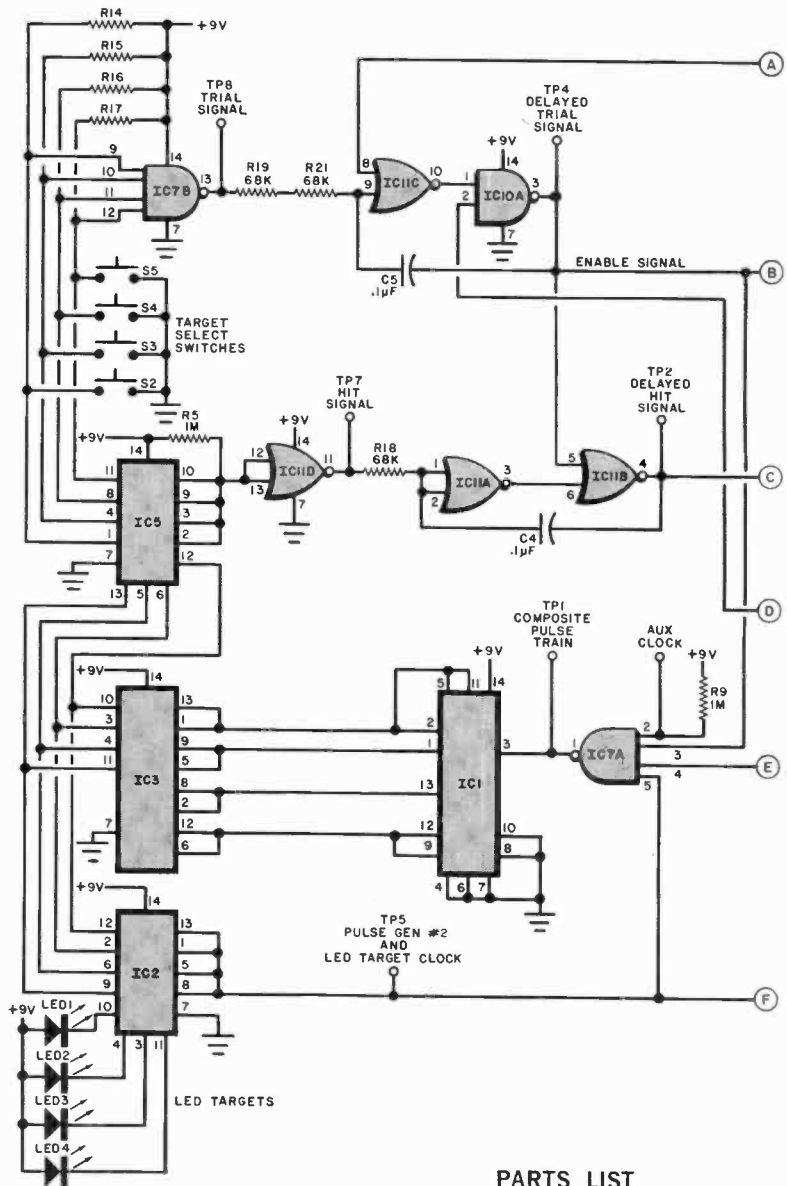 R14
+9V
R15
R16
R17
TP8
TRIAL
SIGNAL
TP4
DELAYED
TRIAL
SIGNAL
A
9
10
11
12
14
IC7B
13
7
R19
68K
R21
68K
8
9
IC11C
10
+9V
14
1
2
IC10A
3
7
C5
.1µF
ENABLE SIGNAL
B
S5
S4
S3
S2
TARGET
SELECT
SWITCHES
R5
1M
+9V
14
11
8
4
1
7
IC5
10
9
3
2
12
13
5
6
+9V
14
12
13
IC11D
11
7
TP7
HIT
SIGNAL
R18
68K
1
2
IC11A
3
C4
.1µF
5
6
IC11B
4
TP2
DELAYED
HIT
SIGNAL
C
D
+9V
14
10
3
4
11
7
IC3
13
1
9
5
8
2
12
6
+9V
5
11
14
2
1
13
12
9
IC1
3
10
8
4
6
7
TP1
COMPOSITE
PULSE
TRAIN
AUX
CLOCK
+9V
R9
1M
1
IC7A
2
3
4
5
E
+9V
14
12
2
6
9
10
IC2
13
1
5
8
7
4
3
11
TP5
PULSE GEN #2
AND
LED TARGET CLOCK
F
+9V
LED1
LED2
LED3
LED4
LED TARGETS
PARTS LIST